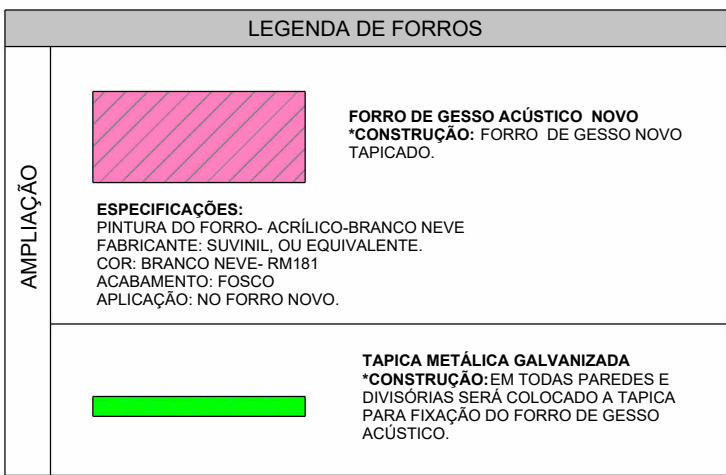 LEGENDA DE FORROS
AMPLIAÇÃO
FORRO DE GESSO ACÚSTICO NOVO
*CONSTRUÇÃO: FORRO DE GESSO NOVO
TAPICADO.
ESPECIFICAÇÕES:
PINTURA DO FORRO- ACRÍLICO-BRANCO NEVE
FABRICANTE: SUVINIL, OU EQUIVALENTE.
COR: BRANCO NEVE- RM181
ACABAMENTO: FOSCO
APLICAÇÃO: NO FORRO NOVO.
TAPICA METÁLICA GALVANIZADA
*CONSTRUÇÃO:EM TODAS PAREDES E
DIVISÓRIAS SERÁ COLOCADO A TAPICA
PARA FIXAÇÃO DO FORRO DE GESSO
ACÚSTICO.